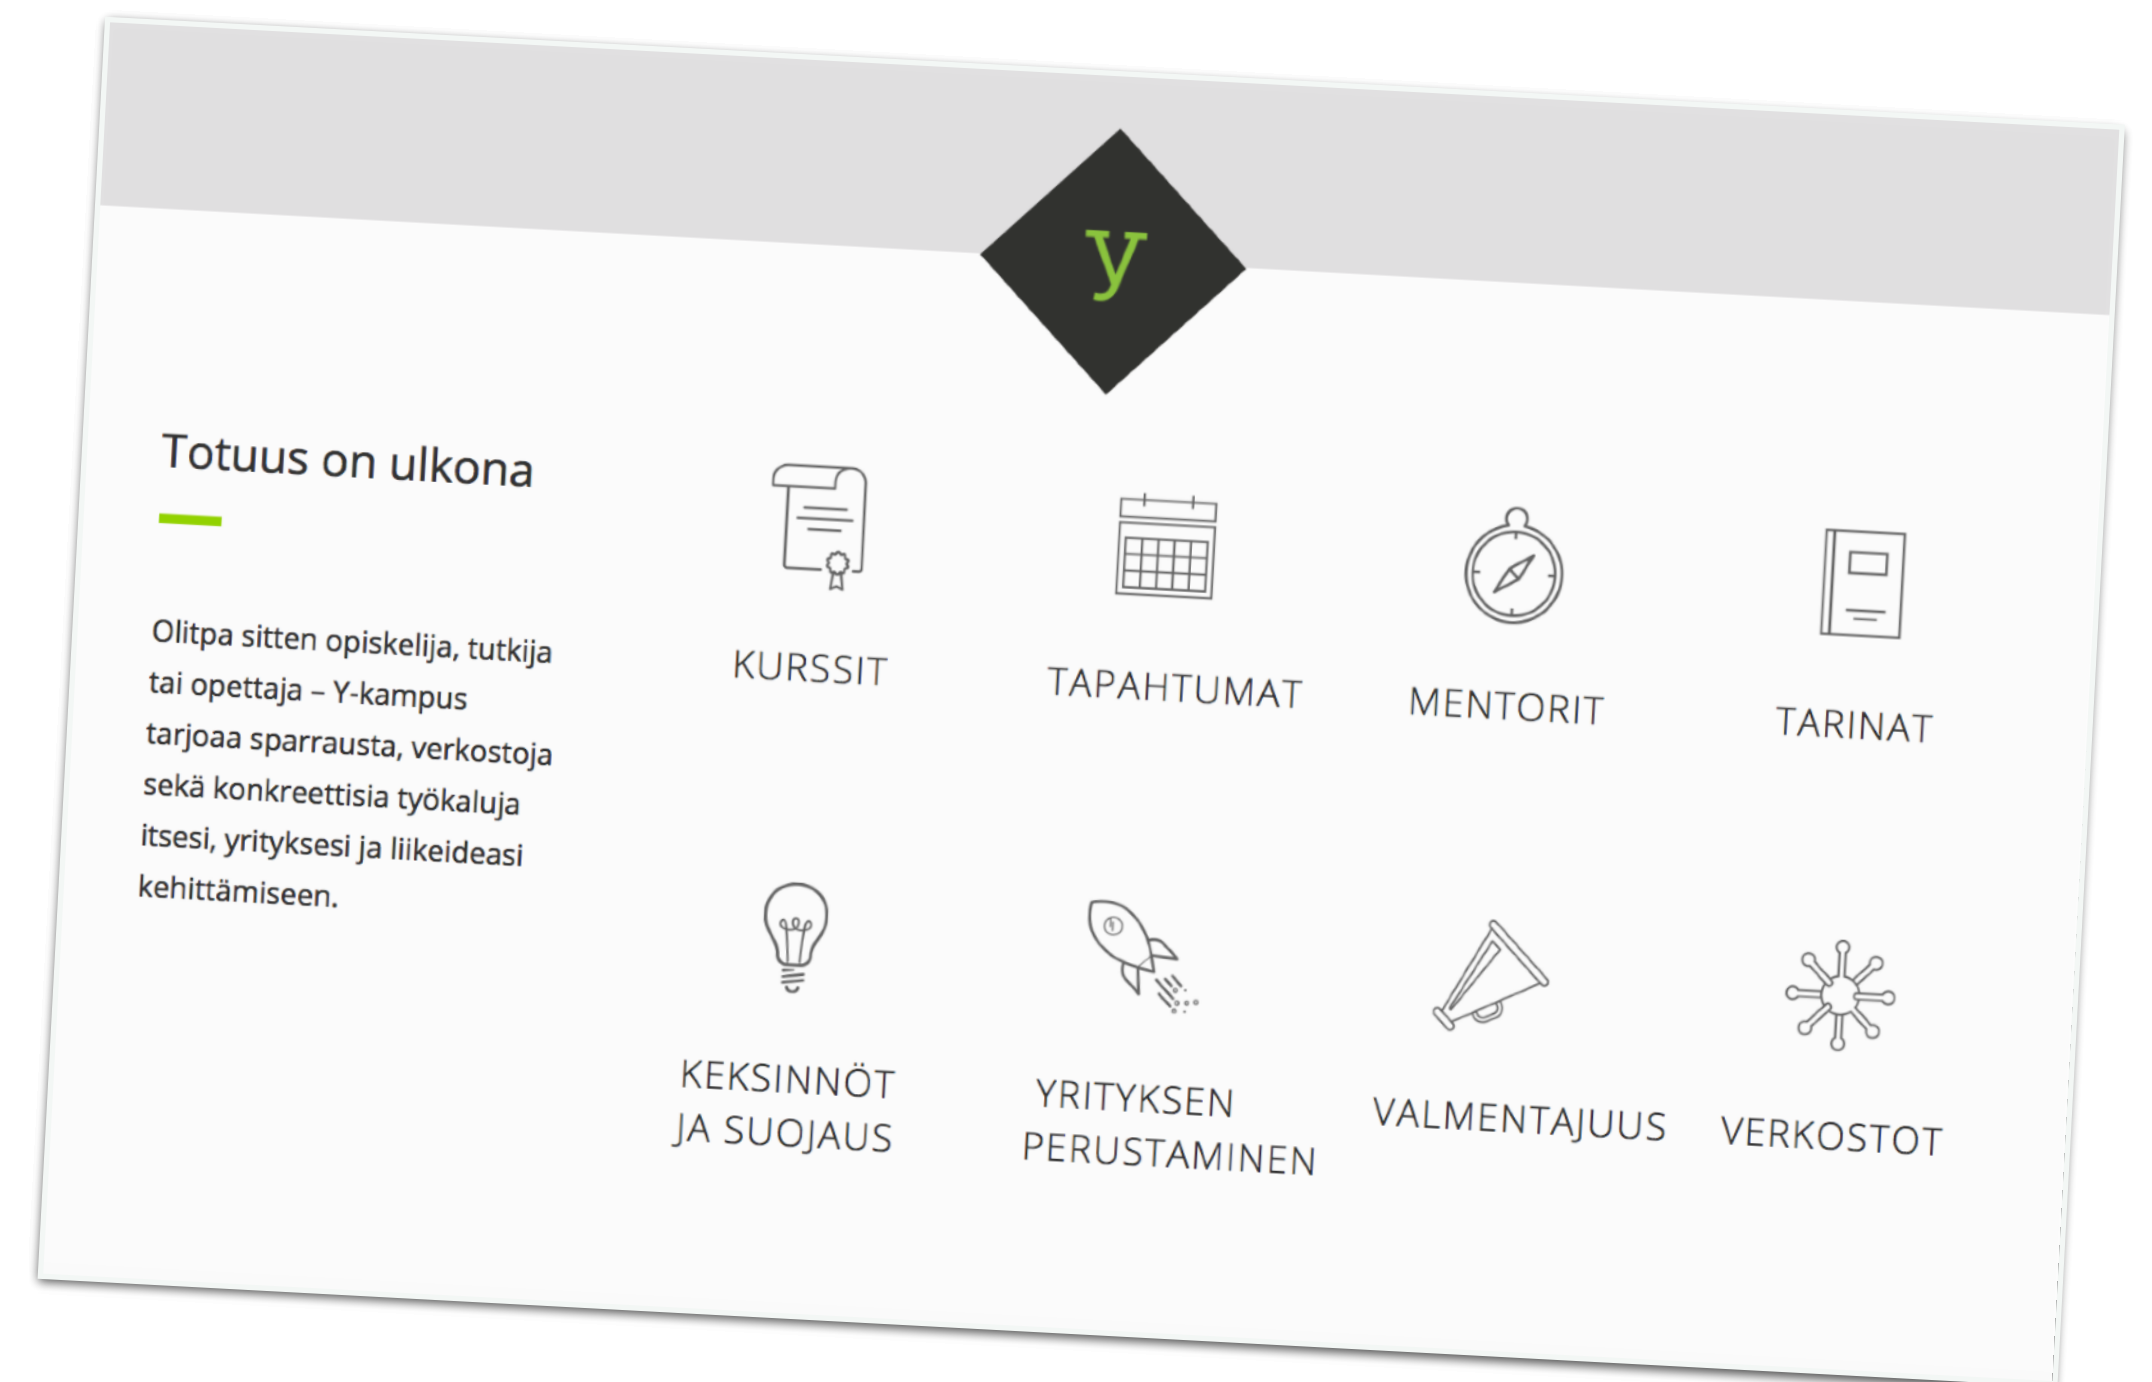 y
Totuus on ulkona
Olitpa sitten opiskelija, tutkija
tai opettaja – Y-kampus
tarjoaa sparrausta, verkostoja
sekä konkreettisia työkaluja
itsesi, yrityksesi ja liikeideasi
kehittämiseen.
KURSSIT
TAPAHTUMAT
MENTORIT
TARINAT
KEKSINNÖT
JA SUOJAUS
YRITYKSEN
PERUSTAMINEN
VALMENTAJUUS
VERKOSTOT